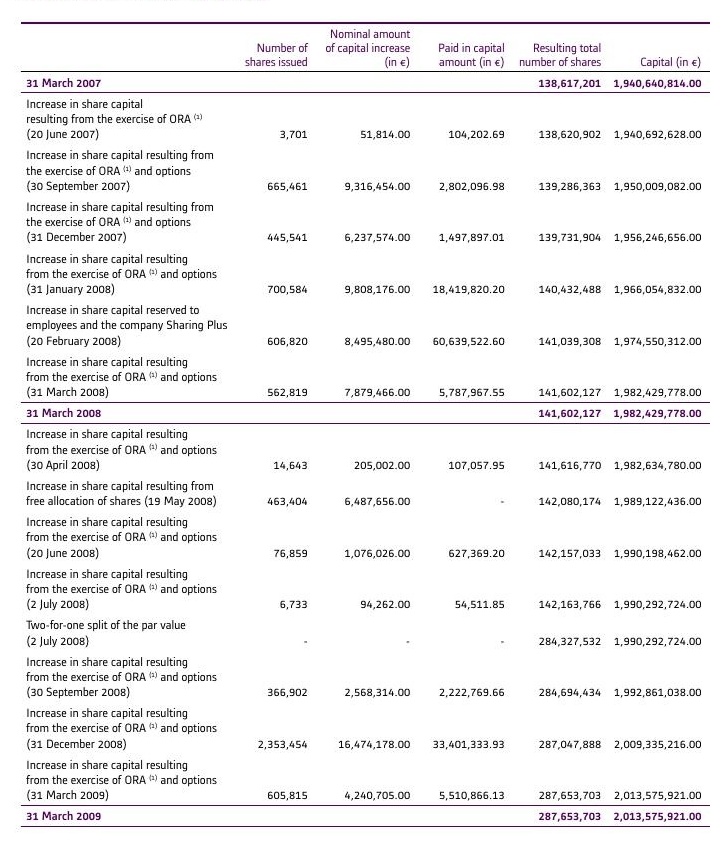 Number of shares issued Nominal amount of capital increase (in €) Paid in capital amount (in €) Resulting total number of shares Capital (in €)
31 March 2007 138,617,201 1,940,640,814.00
Increase in share capital
resulting from the exercise of ORA (1)
(20 June 2007) 3,701 51,814.00 104,202.69 138,620,902 1,940,692,628.00
Increase in share capital resulting from
the exercise of ORA (1) and options
(30 September 2007) 665,461 9,316,454.00 2,802,096.98 139,286,363 1,950,009,082.00
Increase in share capital resulting from
the exercise of ORA (1) and options
(31 December 2007) 445,541 6,237,574.00 1,497,897.01 139,731,904 1,956,246,656.00
Increase in share capital resulting
from the exercise of ORA (1) and options
(31 January 2008) 700,584 9,808,176.00 18,419,820.20 140,432,488 1,966,054,832.00
Increase in share capital reserved to
employees and the company Sharing Plus
(20 February 2008) 606,820 8,495,480.00 60,639,522.60 141,039,308 1,974,550,312.00
Increase in share capital resulting
from the exercise of ORA (1) and options
(31 March 2008) 562,819 7,879,466.00 5,787,967.55 141,602,127 1,982,429,778.00
31 March 2008 141,602,127 1,982,429,778.00
Increase in share capital resulting
from the exercise of ORA (1) and options
(30 April 2008) 14,643 205,002.00 107,057.95 141,616,770 1,982,634,780.00
Increase in share capital resulting from
free allocation of shares (19 May 2008) 463,404 6,487,656.00 - 142,080,174 1,989,122,436.00
Increase in share capital resulting
from the exercise of ORA (1) and options
(20 June 2008) 76,859 1,076,026.00 627,369.20 142,157,033 1,990,198,462.00
Increase in share capital resulting
from the exercise of ORA (1) and options
(2 July 2008) 6,733 94,262.00 54,511.85 142,163,766 1,990,292,724.00
Two-for-one split of the par value
(2 July 2008) - - - 284,327,532 1,990,292,724.00
Increase in share capital resulting
from the exercise of ORA (1) and options
(30 September 2008) 366,902 2,568,314.00 2,222,769.66 284,694,434 1,992,861,038.00
Increase in share capital resulting
from the exercise of ORA (1) and options
(31 December 2008) 2,353,454 16,474,178.00 33,401,333.93 287,047,888 2,009,335,216.00
Increase in share capital resulting
from the exercise of ORA (1) and options
(31 March 2009) 605,815 4,240,705.00 5,510,866.13 287,653,703 2,013,575,921.00
31 March 2009 287,653,703 2,013,575,921.00